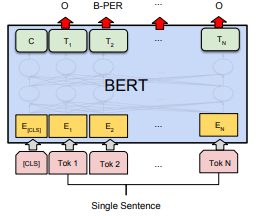 O B-PER ... O
C T1 T2 TN
BERT
E[CLS] E1 E2 EN
[CLS] Tok 1 Tok 2 ... Tok N
Single Sentence